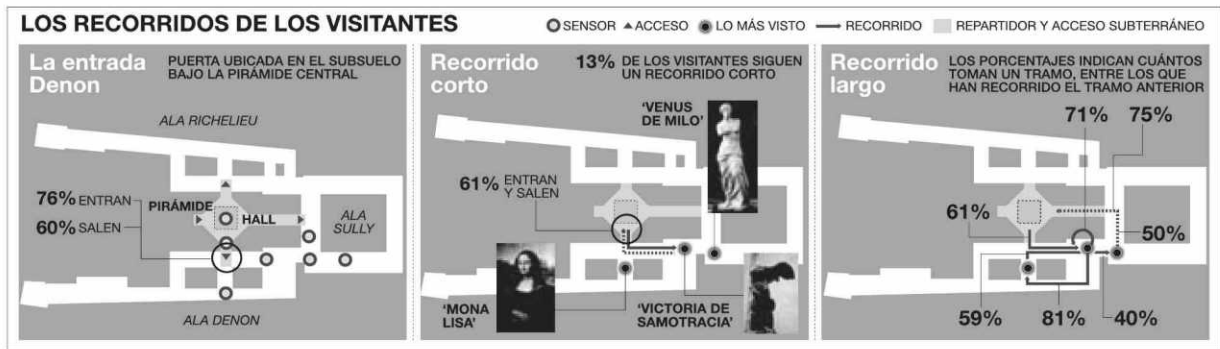 LOS RECORRIDOS DE LOS VISITANTES
SENSOR ACCESO LO MÁS VISTO RECORRIDO REPARTIDOR Y ACCESO SUBTERRÁNEO
La entrada
Denon
PUERTA UBICADA EN EL SUBSUELO
BAJO LA PIRÁMIDE CENTRAL
ALA RICHELIEU
76% ENTRAN
60% SALEN
PIRÁMIDE
HALL
ALA
SULLY
ALA DENON
Recorrido
corto
13% DE LOS VISITANTES SIGUEN
UN RECORRIDO CORTO
'VENUS
DE MILO'
61% ENTRAN
Y SALEN
'MONA
LISA'
'VICTORIA DE
SAMOTRACIA'
Recorrido
largo
LOS PORCENTAJES INDICAN CUÁNTOS
TOMAN UN TRAMO, ENTRE LOS QUE
HAN RECORRIDO EL TRAMO ANTERIOR
71%
75%
61%
50%
59%
81%
40%